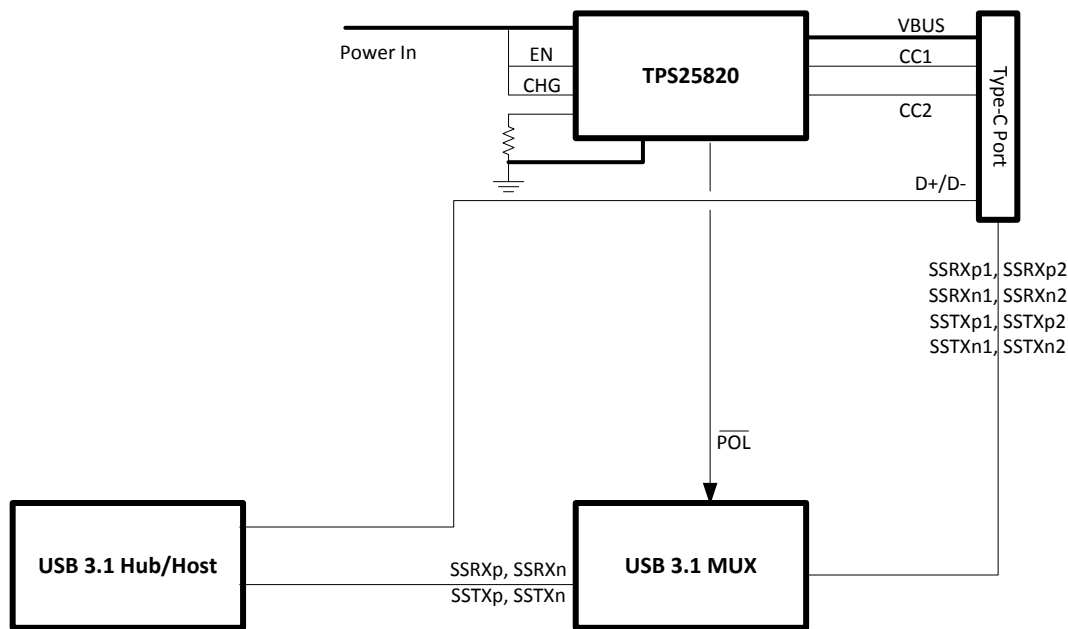 VBUS
Power In
EN
CC1
TPS25820
CHG
CC2
Type-C Port
D+/D-
SSRXp1, SSRXp2
SSRXn1, SSRXn2
SSTXp1, SSTXp2
SSTXn1, SSTXn2
POL
USB 3.1 Hub/Host
SSRXp, SSRXn
SSTXp, SSTXn
USB 3.1 MUX